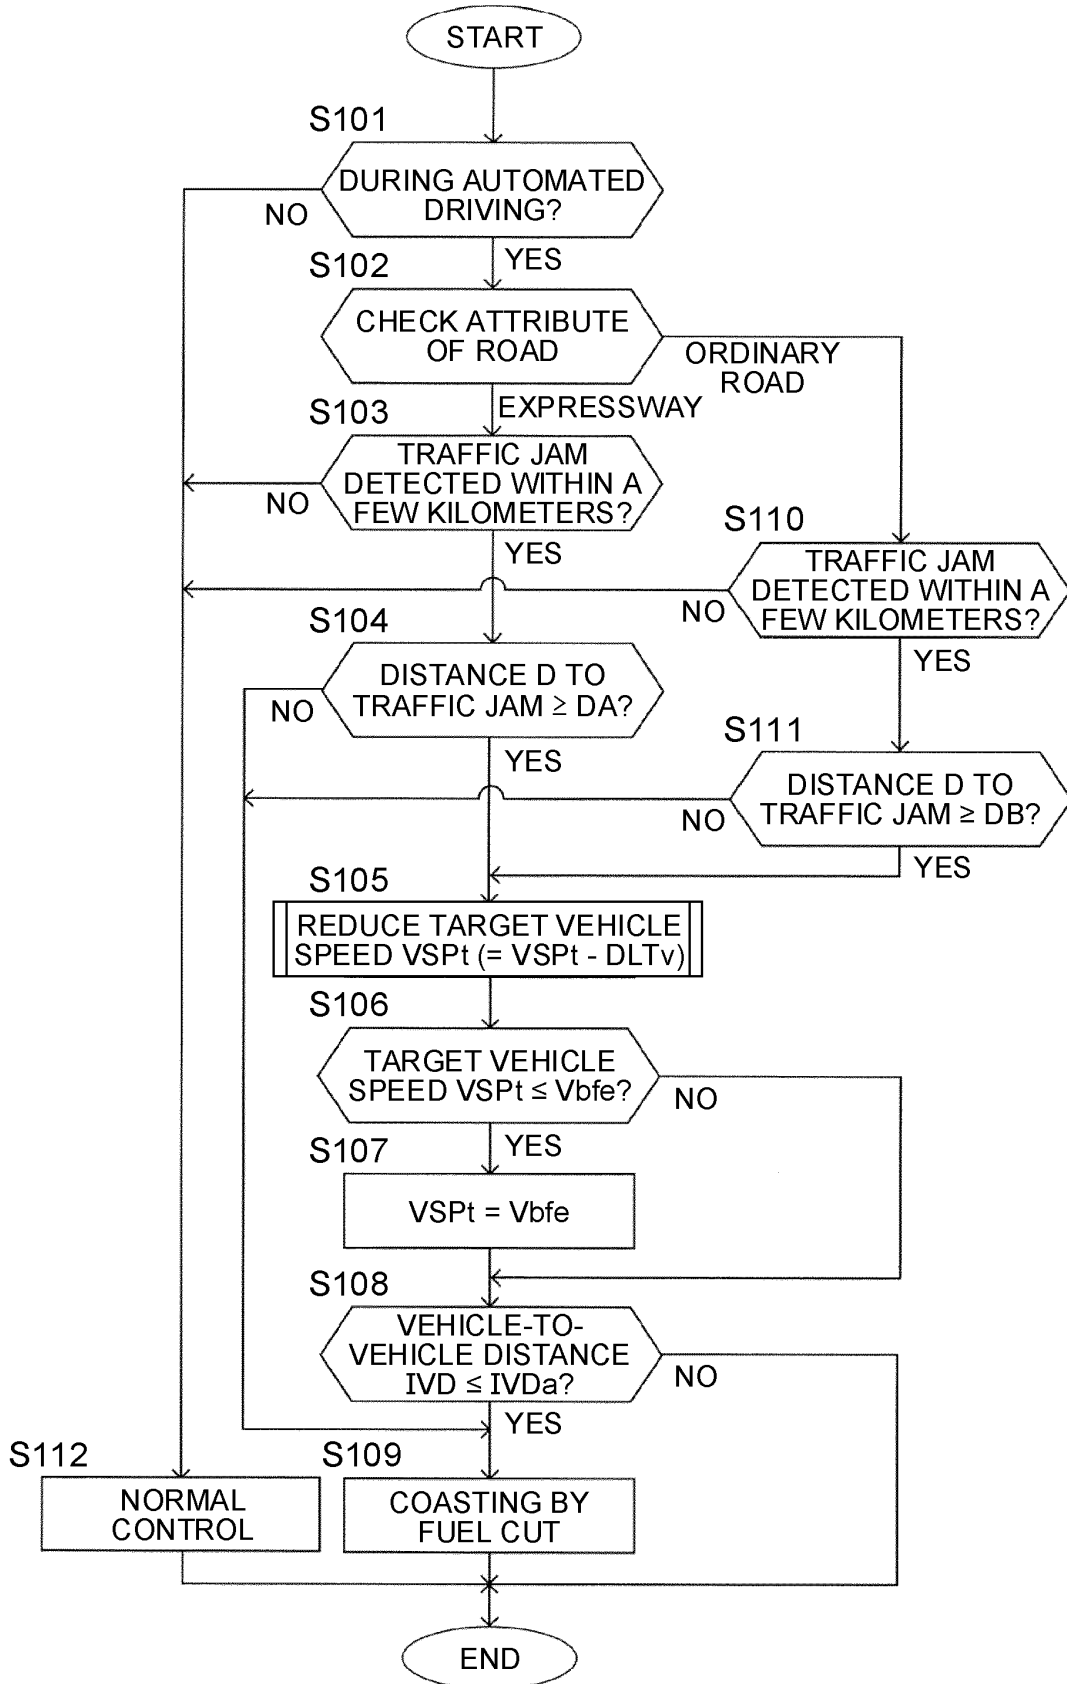 START
S101
DURING AUTOMATED
DRIVING?
NO
YES
S102
CHECK ATTRIBUTE
OF ROAD
ORDINARY
ROAD
EXPRESSWAY
S103
TRAFFIC JAM
DETECTED WITHIN A
FEW KILOMETERS?
NO
YES
S110
TRAFFIC JAM
DETECTED WITHIN A
FEW KILOMETERS?
NO
YES
S104
DISTANCE D TO
TRAFFIC JAM ≥ DA?
NO
YES
S111
DISTANCE D TO
TRAFFIC JAM ≥ DB?
NO
YES
S105
REDUCE TARGET VEHICLE
SPEED VSPt (= VSPt - DLTv)
S106
TARGET VEHICLE
SPEED VSPt ≤ Vbfe?
NO
YES
S107
VSPt = Vbfe
S108
VEHICLE-TO-
VEHICLE DISTANCE
IVD ≤ IVDa?
NO
YES
S112
NORMAL
CONTROL
S109
COASTING BY
FUEL CUT
END